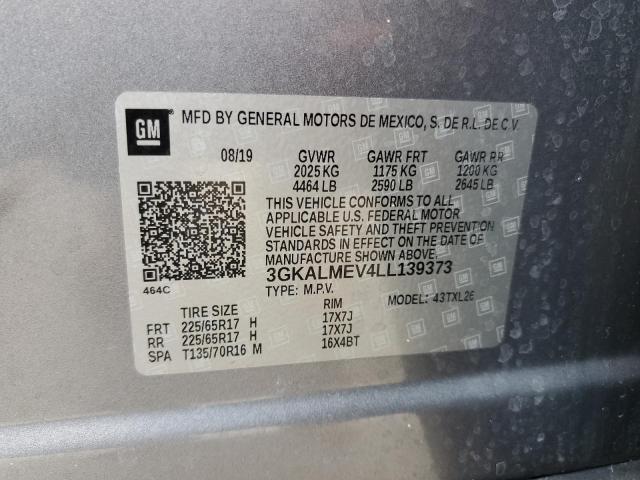 GM
MFD BY GENERAL MOTORS DE MEXICO, S. DE R.L. DE C.V.
08/19 GVWR GAWR FRT GAWR RR
2025 KG 1175 KG 1200 KG
4464 LB 2590 LB 2645 LB
THIS VEHICLE CONFORMS TO ALL
APPLICABLE U.S. FEDERAL MOTOR
VEHICLE SAFETY AND THEFT PREVENTION
STANDARDS IN EFFECT ON THE DATE OF
MANUFACTURE SHOWN ABOVE.
464C
3GKALMEV4LL139373
TYPE: M.P.V. MODEL: 43TXL26
TIRE SIZE RIM
FRT 225/65R17 H 17X7J
RR 225/65R17 H 17X7J
SPA T135/70R16 M 16X4BT